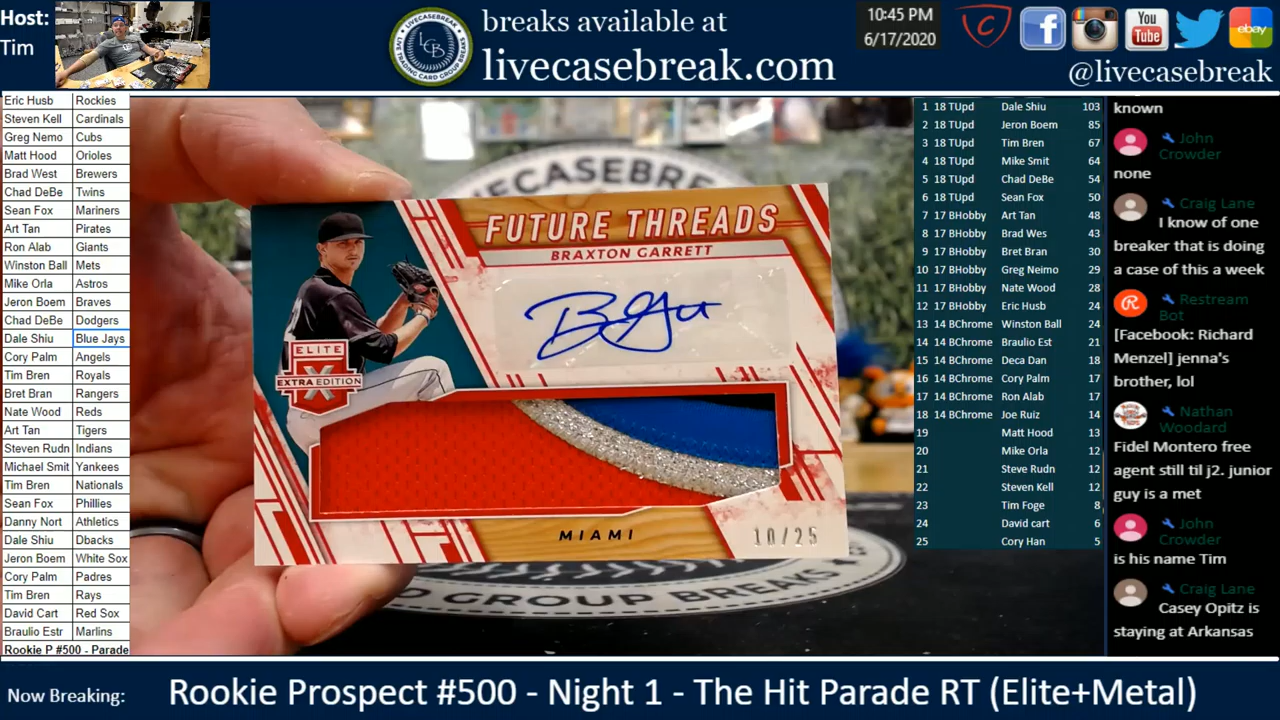 Host:
Tim
LCB
LIVE TRADING CARD GROUP BREAKS
LIVECASEBREAK
breaks available at
livecasebreak.com
10:45 PM
6/17/2020
You
Tube
ebay
@livecasebreak
Eric Husb Rockies
Steven Kell Cardinals
Greg Nemo Cubs
Matt Hood Orioles
Brad West Brewers
Chad DeBe Twins
Sean Fox Mariners
Art Tan Pirates
Ron Alab Giants
Winston Ball Mets
Mike Orla Astros
Jeron Boem Braves
Chad DeBe Dodgers
Dale Shiu Blue Jays
Cory Palm Angels
Tim Bren Royals
Bret Bran Rangers
Nate Wood Reds
Art Tan Tigers
Steven Rudn Indians
Michael Smit Yankees
Tim Bren Nationals
Sean Fox Phillies
Danny Nort Athletics
Dale Shiu Dbacks
Jeron Boem White Sox
Cory Palm Padres
Tim Bren Rays
David Cart Red Sox
Braulio Estr Marlins
Rookie P #500 - Parade
FUTURE THREADS
BRAXTON GARRETT
ELITE
X
EXTRA EDITION
MIAMI
10/25
GROUP BREAKS
1 18 TUpd Dale Shiu 103
2 18 TUpd Jeron Boem 85
3 18 TUpd Tim Bren 67
4 18 TUpd Mike Smit 64
5 18 TUpd Chad DeBe 54
6 18 TUpd Sean Fox 50
7 17 BHobby Art Tan 48
8 17 BHobby Brad Wes 43
9 17 BHobby Bret Bran 30
10 17 BHobby Greg Neimo 29
11 17 BHobby Nate Wood 28
12 17 BHobby Eric Husb 24
13 14 BChrome Winston Ball 24
14 14 BChrome Braulio Est 21
15 14 BChrome Deca Dan 18
16 14 BChrome Cory Palm 17
17 14 BChrome Ron Alab 17
18 14 BChrome Joe Ruiz 14
19 Matt Hood 13
20 Mike Orla 12
21 Steve Rudn 12
22 Steven Kell 12
23 Tim Foge 8
24 David cart 6
25 Cory Han 5
known
John
Crowder
none
Craig Lane
I know of one
breaker that is doing
a case of this a week
Restream
Bot
[Facebook: Richard
Menzel] jenna's
brother, lol
Nathan
Woodard
Fidel Montero free
agent still til j2. junior
guy is a met
John
Crowder
is his name Tim
Craig Lane
Casey Opitz is
staying at Arkansas
Now Breaking:
Rookie Prospect #500 - Night 1 - The Hit Parade RT (Elite+Metal)